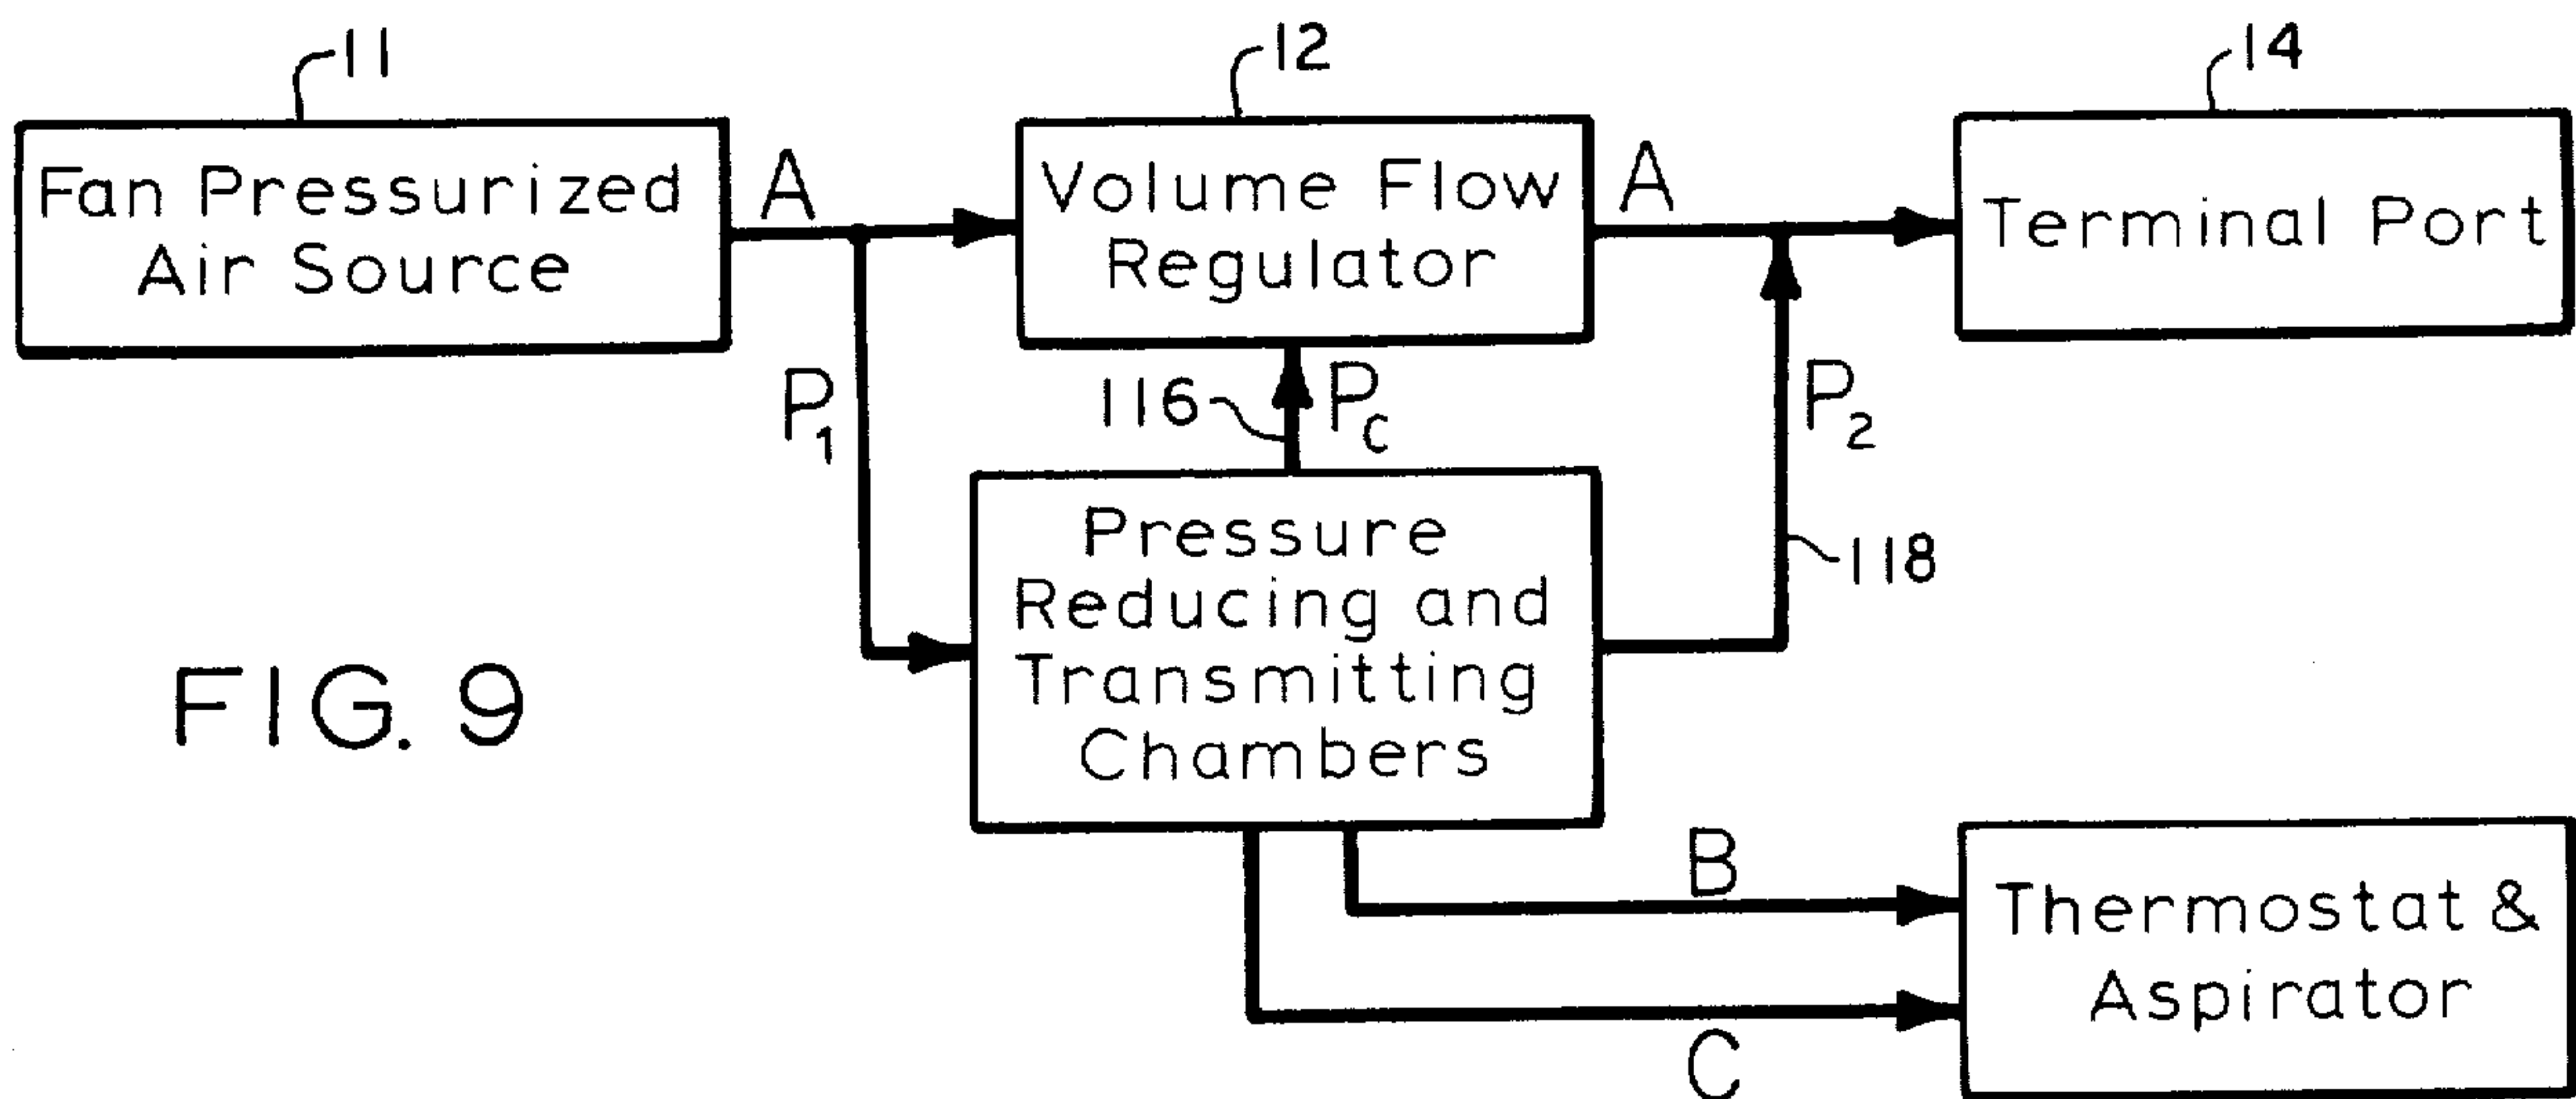 11
12
14
Fan Pressurized
Air Source
A
Volume Flow
Regulator
A
Terminal Port
P1
116
Pc
P2
118
Pressure
Reducing and
Transmitting
Chambers
FIG. 9
B
C
Thermostat &
Aspirator